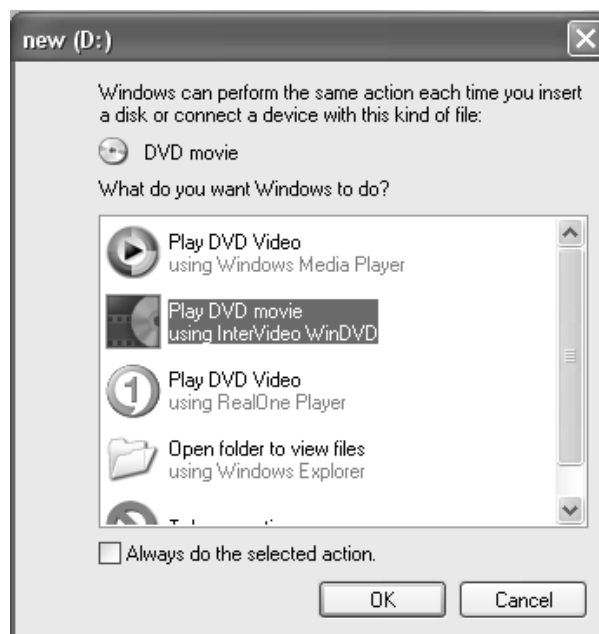 new (D:)
Windows can perform the same action each time you insert
a disk or connect a device with this kind of file:
DVD movie
What do you want Windows to do?
Play DVD Video
using Windows Media Player
Play DVD movie
using InterVideo WinDVD
Play DVD Video
using RealOne Player
Open folder to view files
using Windows Explorer
Always do the selected action.
OK
Cancel